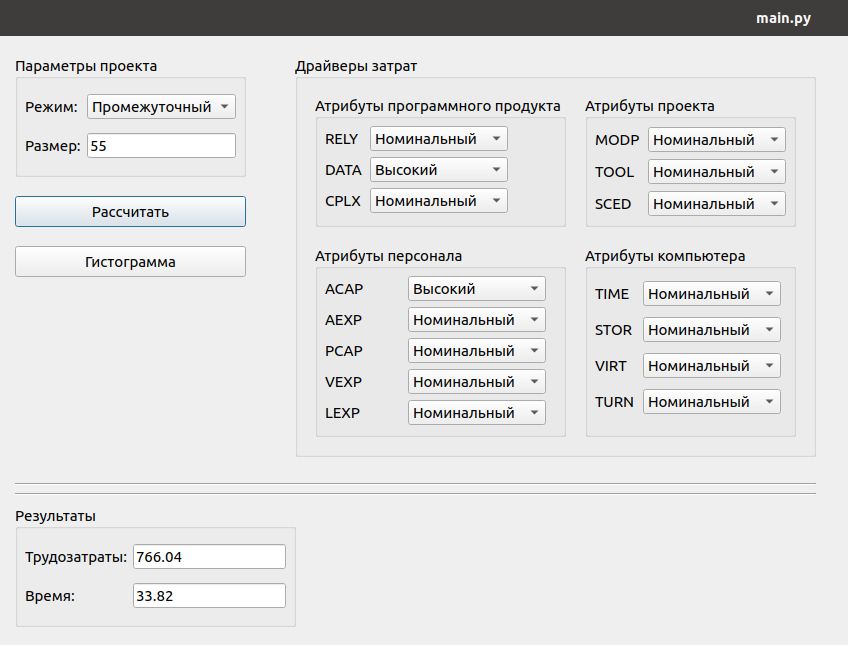 main.py
Параметры проекта
Режим: Промежуточный
Размер: 55
Рассчитать
Гистограмма
Драйверы затрат
Атрибуты программного продукта
RELY Номинальный
DATA Высокий
CPLX Номинальный
Атрибуты проекта
MODP Номинальный
TOOL Номинальный
SCED Номинальный
Атрибуты персонала
ACAP Высокий
AEXP Номинальный
PCAP Номинальный
VEXP Номинальный
LEXP Номинальный
Атрибуты компьютера
TIME Номинальный
STOR Номинальный
VIRT Номинальный
TURN Номинальный
Результаты
Трудозатраты: 766.04
Время: 33.82